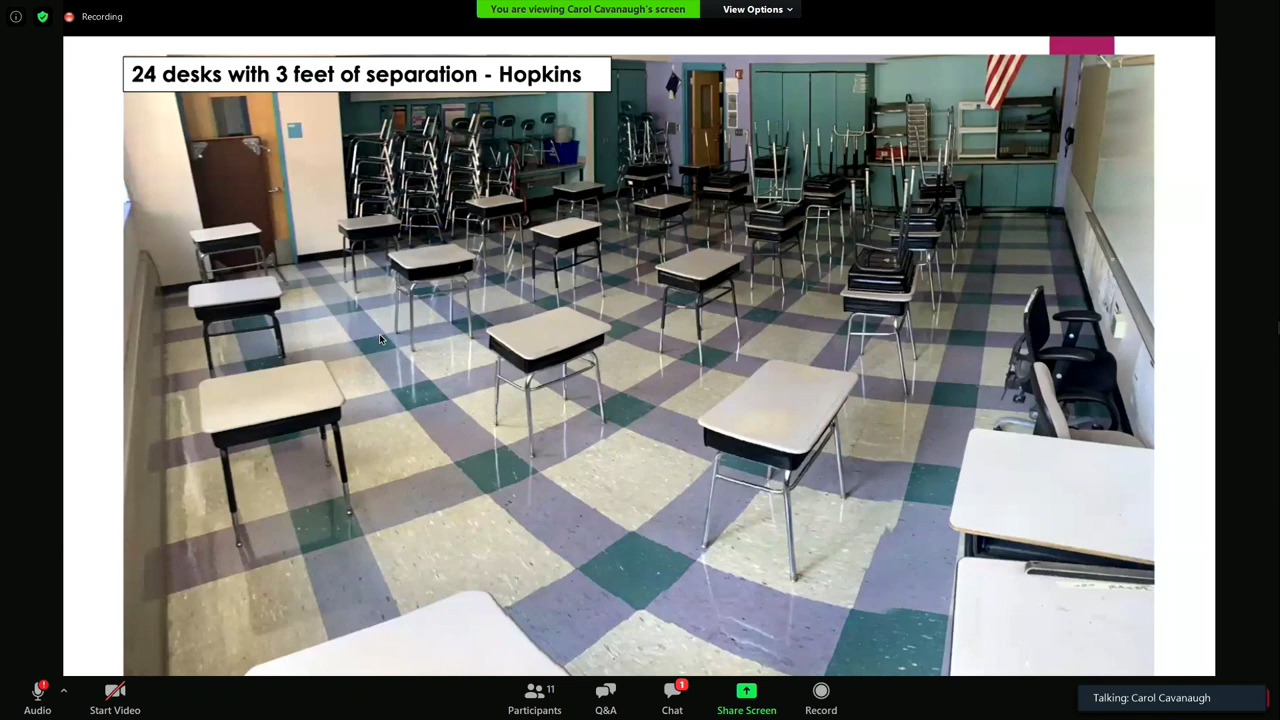 You are viewing Carol Cavanaugh's screen
View Options
Recording
24 desks with 3 feet of separation - Hopkins
Audio
Start Video
Participants
11
Q&A
Chat
1
Share Screen
Record
Talking: Carol Cavanaugh